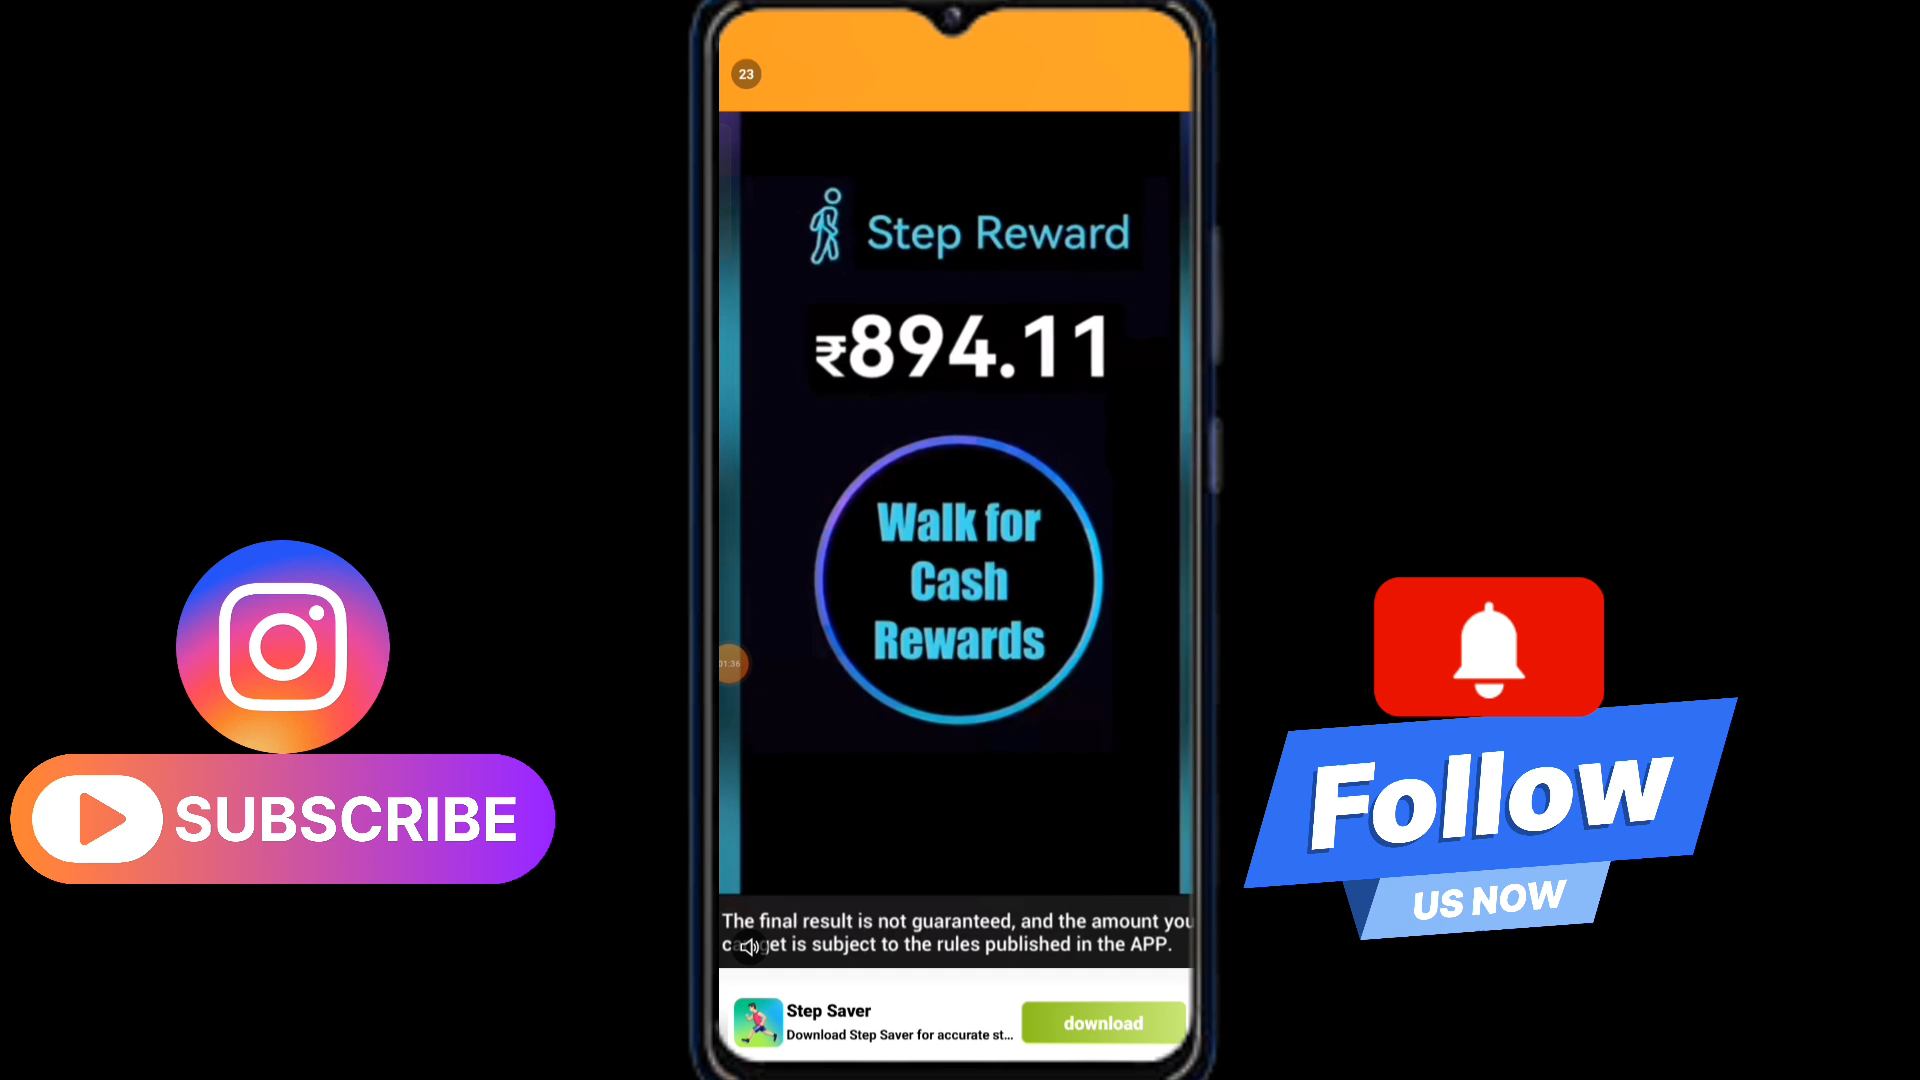 23
Step Reward
₹894.11
Walk for
Cash
Rewards
01:36
The final result is not guaranteed, and the amount you
get is subject to the rules published in the APP.
Step Saver
Download Step Saver for accurate st...
download
SUBSCRIBE
Follow
US NOW